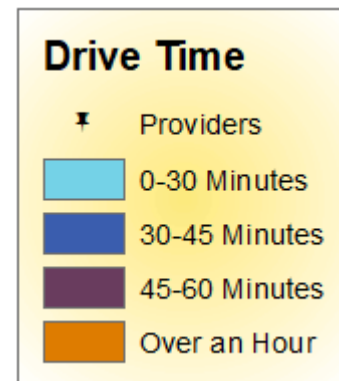 Drive Time
Providers
0-30 Minutes
30-45 Minutes
45-60 Minutes
Over an Hour